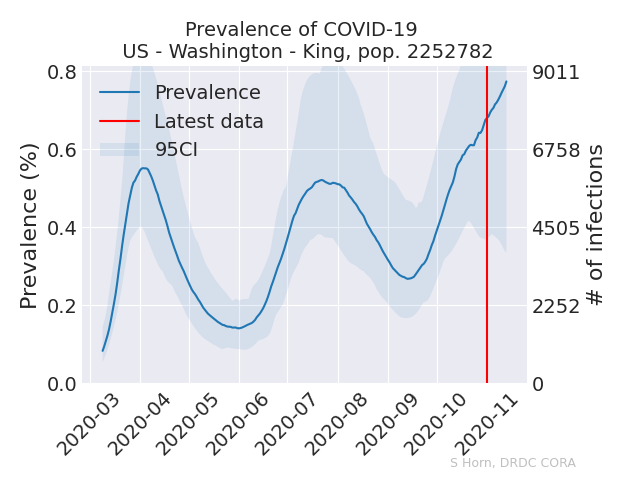 Prevalence of COVID-19
US - Washington - King, pop. 2252782
Prevalence (%)
0.8
0.6
0.4
0.2
0.0
Prevalence
Latest data
95CI
9011
6758
4505
2252
0
# of infections
2020-03
2020-04
2020-05
2020-06
2020-07
2020-08
2020-09
2020-10
2020-11
S Horn, DRDC CORA